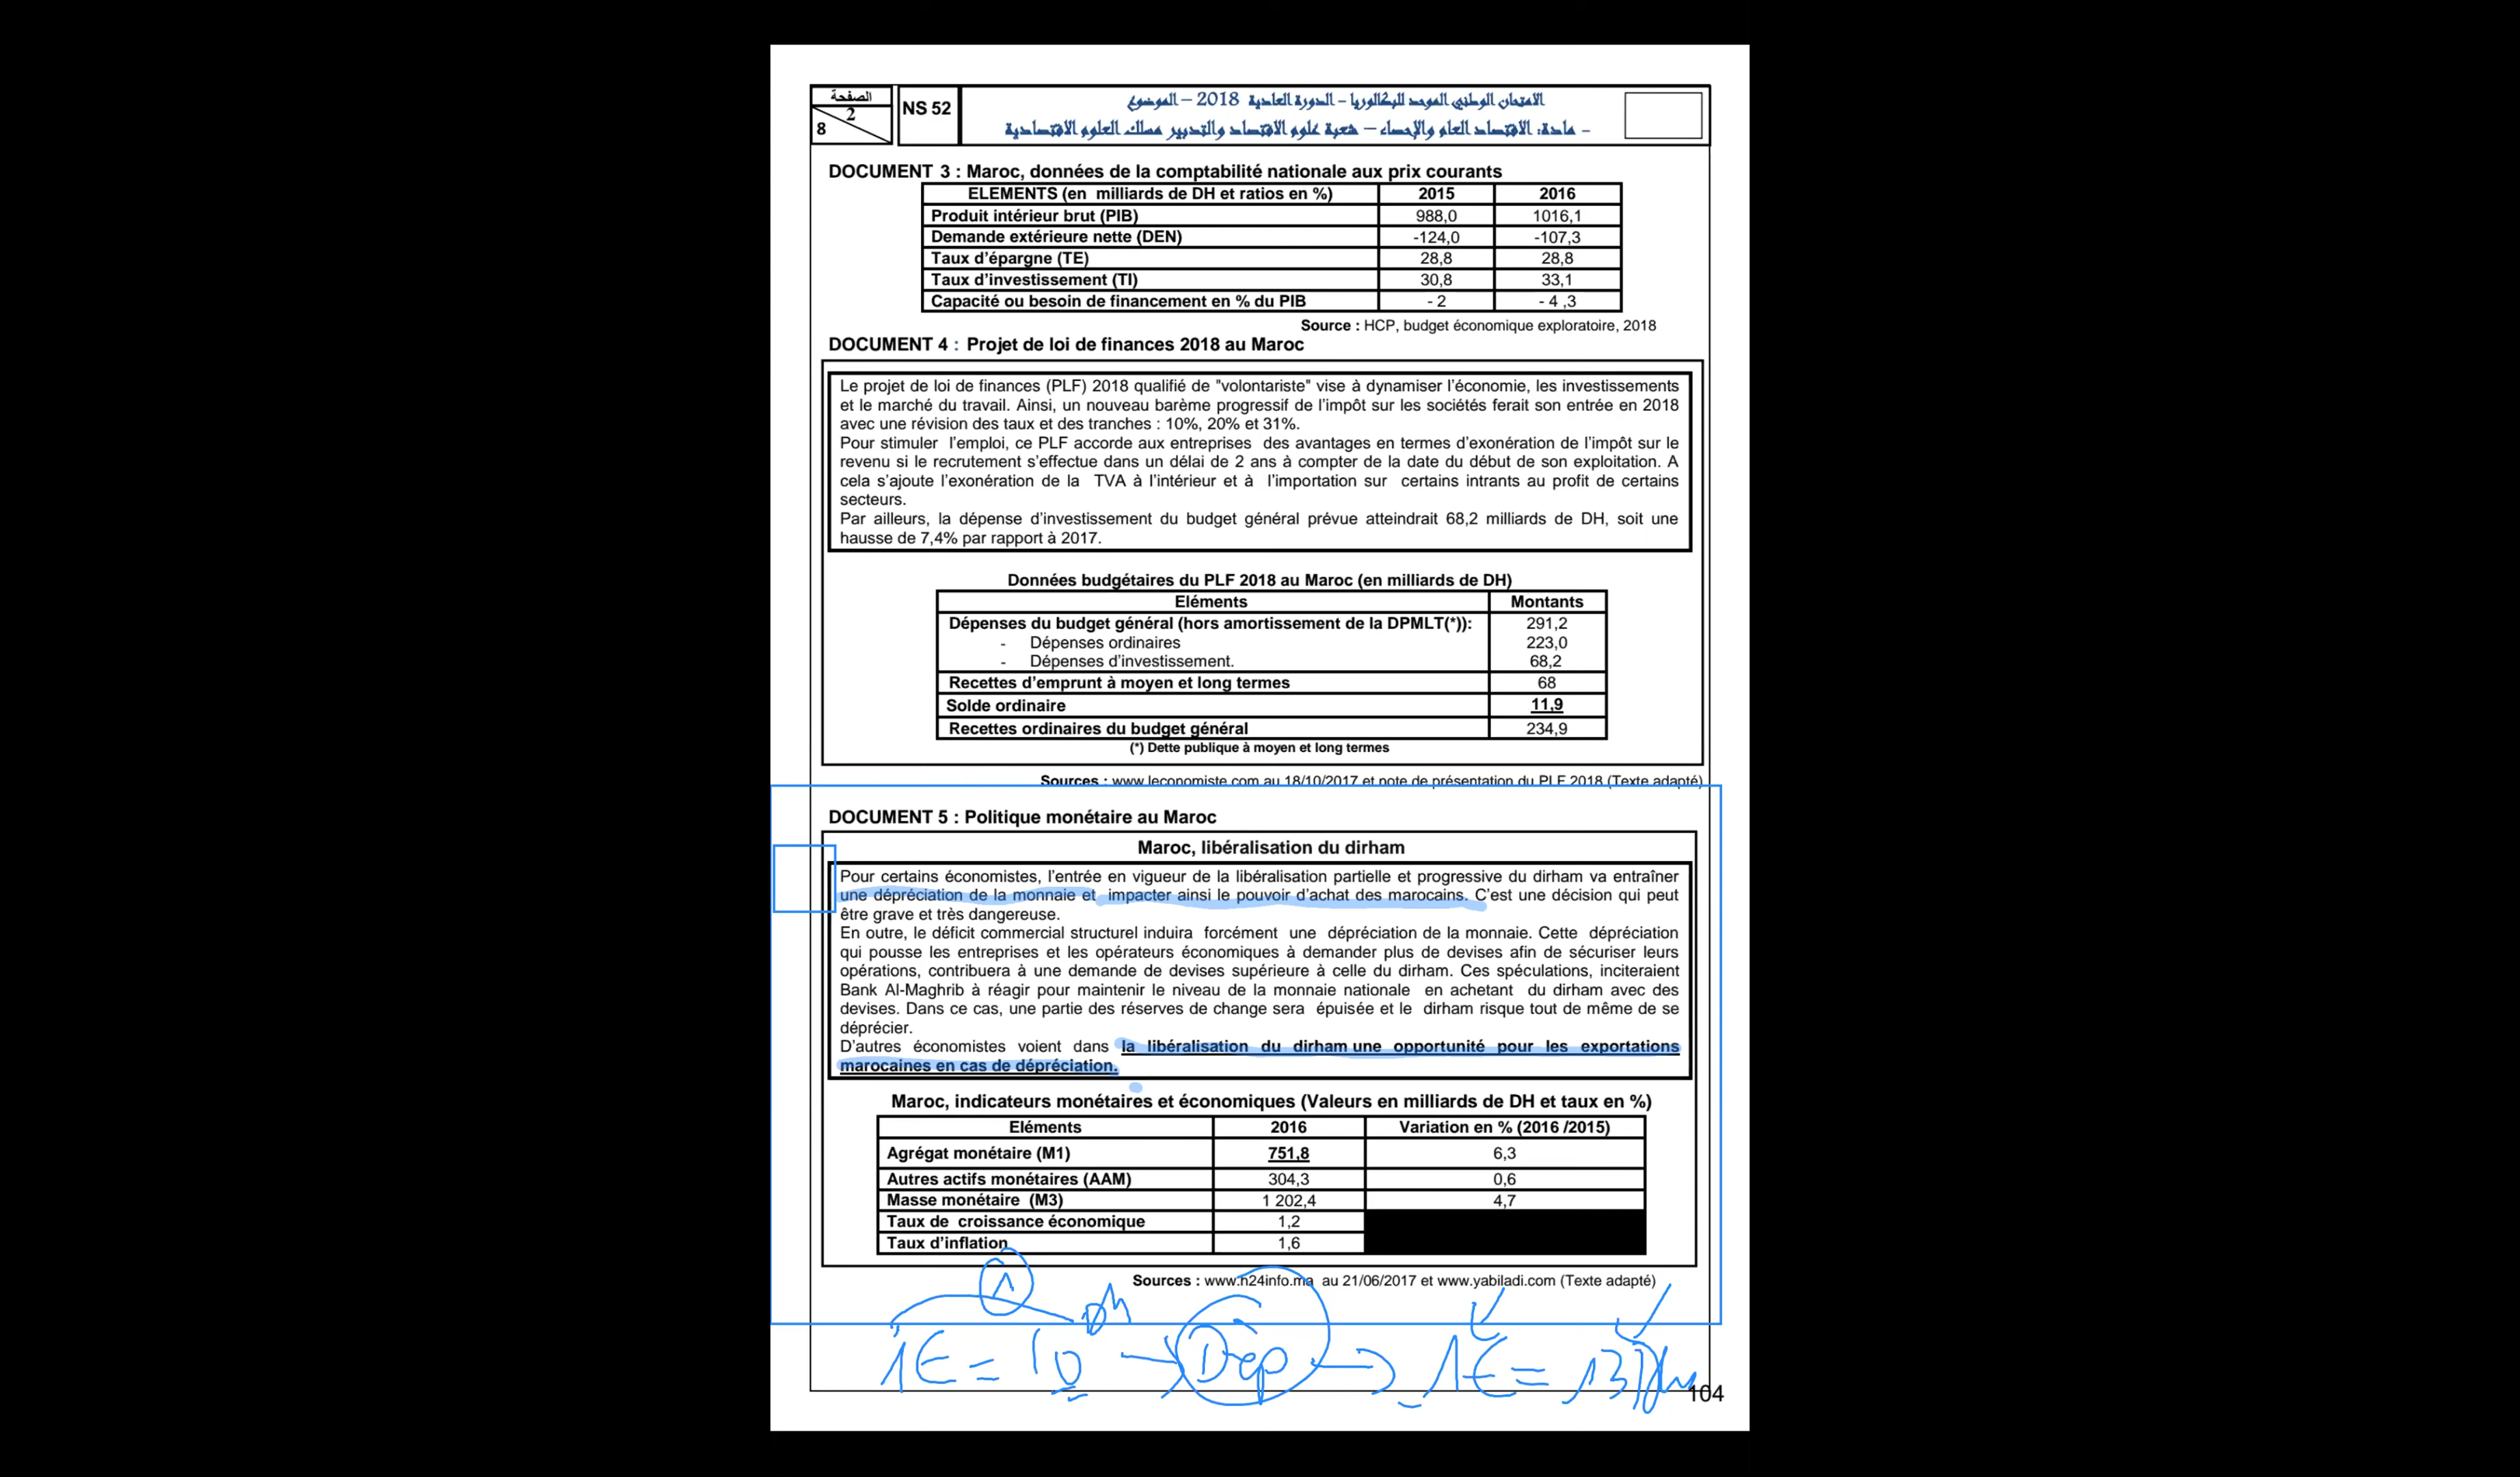 الصفحة
2
8
NS 52
الامتحان الوطني الموحد للبكالوريا – الدورة العادية 2018 – الموضوع
– مادة: الاقتصاد العام والإحصاء – شعبة علوم الاقتصاد والتدبير مسلك العلوم الاقتصادية
DOCUMENT 3 : Maroc, données de la comptabilité nationale aux prix courants
ELEMENTS (en milliards de DH et ratios en %) 2015 2016
Produit intérieur brut (PIB) 988,0 1016,1
Demande extérieure nette (DEN) -124,0 -107,3
Taux d’épargne (TE) 28,8 28,8
Taux d’investissement (TI) 30,8 33,1
Capacité ou besoin de financement en % du PIB - 2 - 4 ,3
Source : HCP, budget économique exploratoire, 2018
DOCUMENT 4 : Projet de loi de finances 2018 au Maroc
Le projet de loi de finances (PLF) 2018 qualifié de "volontariste" vise à dynamiser l’économie, les investissements
et le marché du travail. Ainsi, un nouveau barème progressif de l’impôt sur les sociétés ferait son entrée en 2018
avec une révision des taux et des tranches : 10%, 20% et 31%.
Pour stimuler l’emploi, ce PLF accorde aux entreprises des avantages en termes d’exonération de l’impôt sur le
revenu si le recrutement s’effectue dans un délai de 2 ans à compter de la date du début de son exploitation. A
cela s’ajoute l’exonération de la TVA à l’intérieur et à l’importation sur certains intrants au profit de certains
secteurs.
Par ailleurs, la dépense d’investissement du budget général prévue atteindrait 68,2 milliards de DH, soit une
hausse de 7,4% par rapport à 2017.
Données budgétaires du PLF 2018 au Maroc (en milliards de DH)
Eléments Montants
Dépenses du budget général (hors amortissement de la DPMLT(*)): 291,2
- Dépenses ordinaires 223,0
- Dépenses d’investissement. 68,2
Recettes d’emprunt à moyen et long termes 68
Solde ordinaire 11,9
Recettes ordinaires du budget général 234,9
(*) Dette publique à moyen et long termes
Sources : www.leconomiste.com au 18/10/2017 et note de présentation du PLF 2018 (Texte adapté)
DOCUMENT 5 : Politique monétaire au Maroc
Maroc, libéralisation du dirham
Pour certains économistes, l’entrée en vigueur de la libéralisation partielle et progressive du dirham va entraîner
une dépréciation de la monnaie et impacter ainsi le pouvoir d’achat des marocains. C’est une décision qui peut
être grave et très dangereuse.
En outre, le déficit commercial structurel induira forcément une dépréciation de la monnaie. Cette dépréciation
qui pousse les entreprises et les opérateurs économiques à demander plus de devises afin de sécuriser leurs
opérations, contribuera à une demande de devises supérieure à celle du dirham. Ces spéculations, inciteraient
Bank Al-Maghrib à réagir pour maintenir le niveau de la monnaie nationale en achetant du dirham avec des
devises. Dans ce cas, une partie des réserves de change sera épuisée et le dirham risque tout de même de se
déprécier.
D’autres économistes voient dans la libéralisation du dirham une opportunité pour les exportations
marocaines en cas de dépréciation.
Maroc, indicateurs monétaires et économiques (Valeurs en milliards de DH et taux en %)
Eléments 2016 Variation en % (2016 /2015)
Agrégat monétaire (M1) 751,8 6,3
Autres actifs monétaires (AAM) 304,3 0,6
Masse monétaire (M3) 1 202,4 4,7
Taux de croissance économique 1,2
Taux d’inflation 1,6
Sources : www.n24info.ma au 21/06/2017 et www.yabiladi.com (Texte adapté)
1€ = 10 DH → Dép → 1€ = 13 Dhm
104